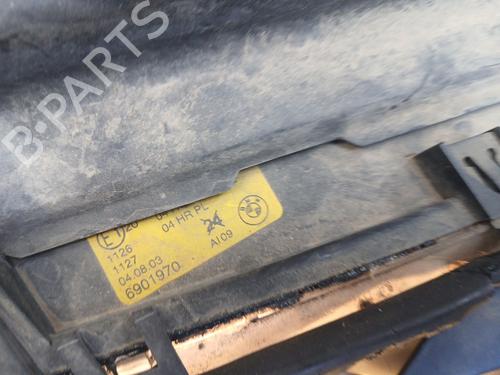 B-PARTS
E1
04 HR PL
1126
1127
04.08.03
AI 09
6901970